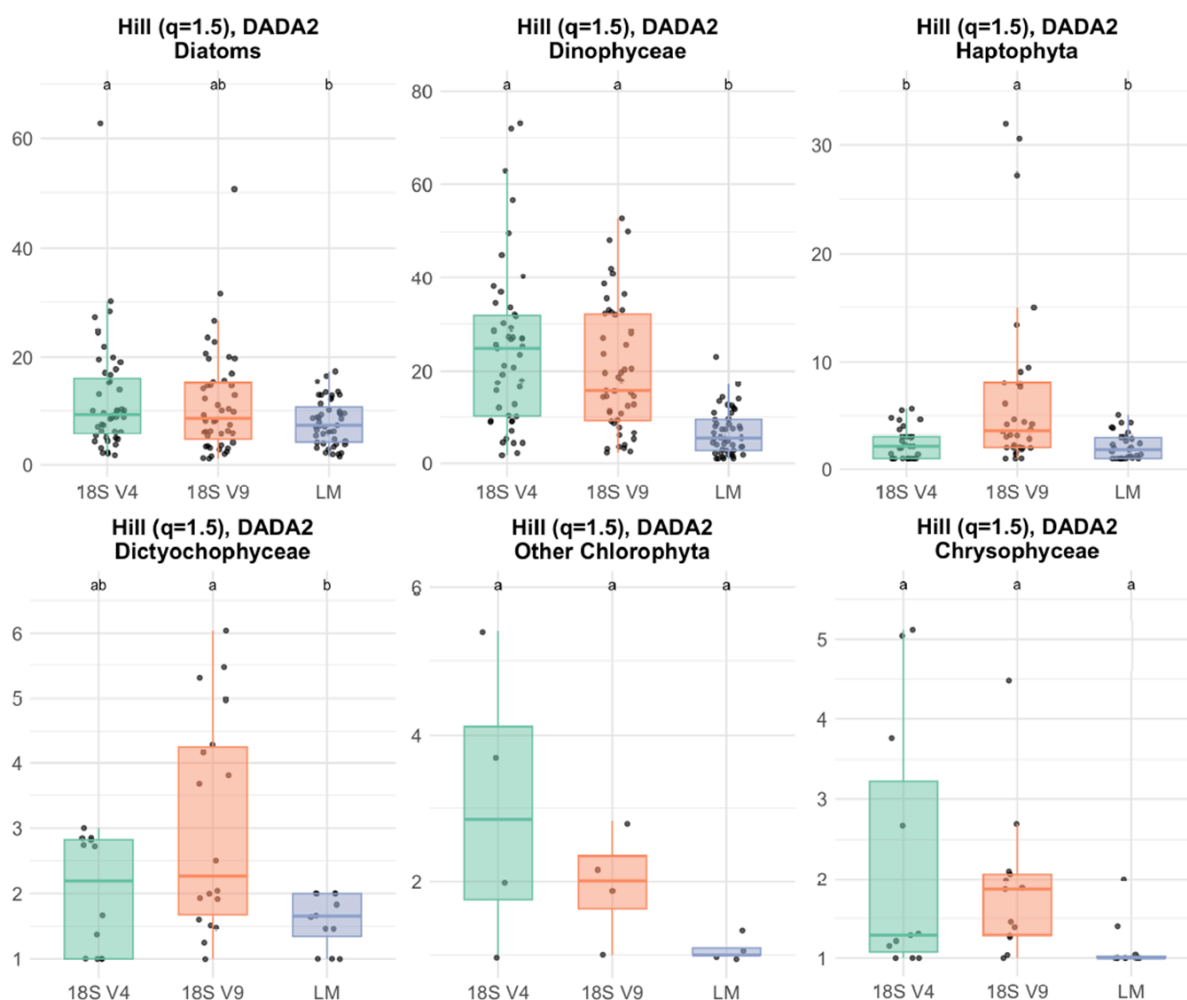 Hill (q=1.5), DADA2
Diatoms
a ab b
60
40
20
0
18S V4 18S V9 LM
Hill (q=1.5), DADA2
Dinophyceae
a a b
80
60
40
20
0
18S V4 18S V9 LM
Hill (q=1.5), DADA2
Haptophyta
b a b
30
20
10
0
18S V4 18S V9 LM
Hill (q=1.5), DADA2
Dictyochophyceae
ab a b
6
5
4
3
2
1
18S V4 18S V9 LM
Hill (q=1.5), DADA2
Other Chlorophyta
a a a
6
4
2
18S V4 18S V9 LM
Hill (q=1.5), DADA2
Chrysophyceae
a a a
5
4
3
2
1
18S V4 18S V9 LM